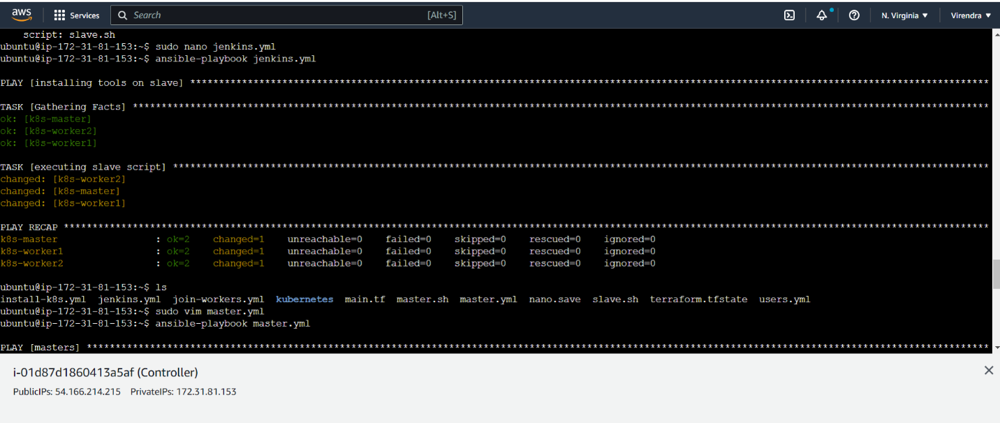 aws Services Search [Alt+S] N. Virginia ▼ Virendra ▼
script: slave.sh
ubuntu@ip-172-31-81-153:~$ sudo nano jenkins.yml
ubuntu@ip-172-31-81-153:~$ ansible-playbook jenkins.yml
PLAY [installing tools on slave] ****************************************************************************************************************************************
TASK [Gathering Facts] **************************************************************************************************************************************************
ok: [k8s-master]
ok: [k8s-worker2]
ok: [k8s-worker1]
TASK [executing slave script] *******************************************************************************************************************************************
changed: [k8s-worker2]
changed: [k8s-master]
changed: [k8s-worker1]
PLAY RECAP **************************************************************************************************************************************************************
k8s-master : ok=2 changed=1 unreachable=0 failed=0 skipped=0 rescued=0 ignored=0
k8s-worker1 : ok=2 changed=1 unreachable=0 failed=0 skipped=0 rescued=0 ignored=0
k8s-worker2 : ok=2 changed=1 unreachable=0 failed=0 skipped=0 rescued=0 ignored=0
ubuntu@ip-172-31-81-153:~$ ls
install-k8s.yml jenkins.yml join-workers.yml kubernetes main.tf master.sh master.yml nano.save slave.sh terraform.tfstate users.yml
ubuntu@ip-172-31-81-153:~$ sudo vim master.yml
ubuntu@ip-172-31-81-153:~$ ansible-playbook master.yml
PLAY [masters] **********************************************************************************************************************************************************
i-01d87d1860413a5af (Controller)
PublicIPs: 54.166.214.215 PrivateIPs: 172.31.81.153